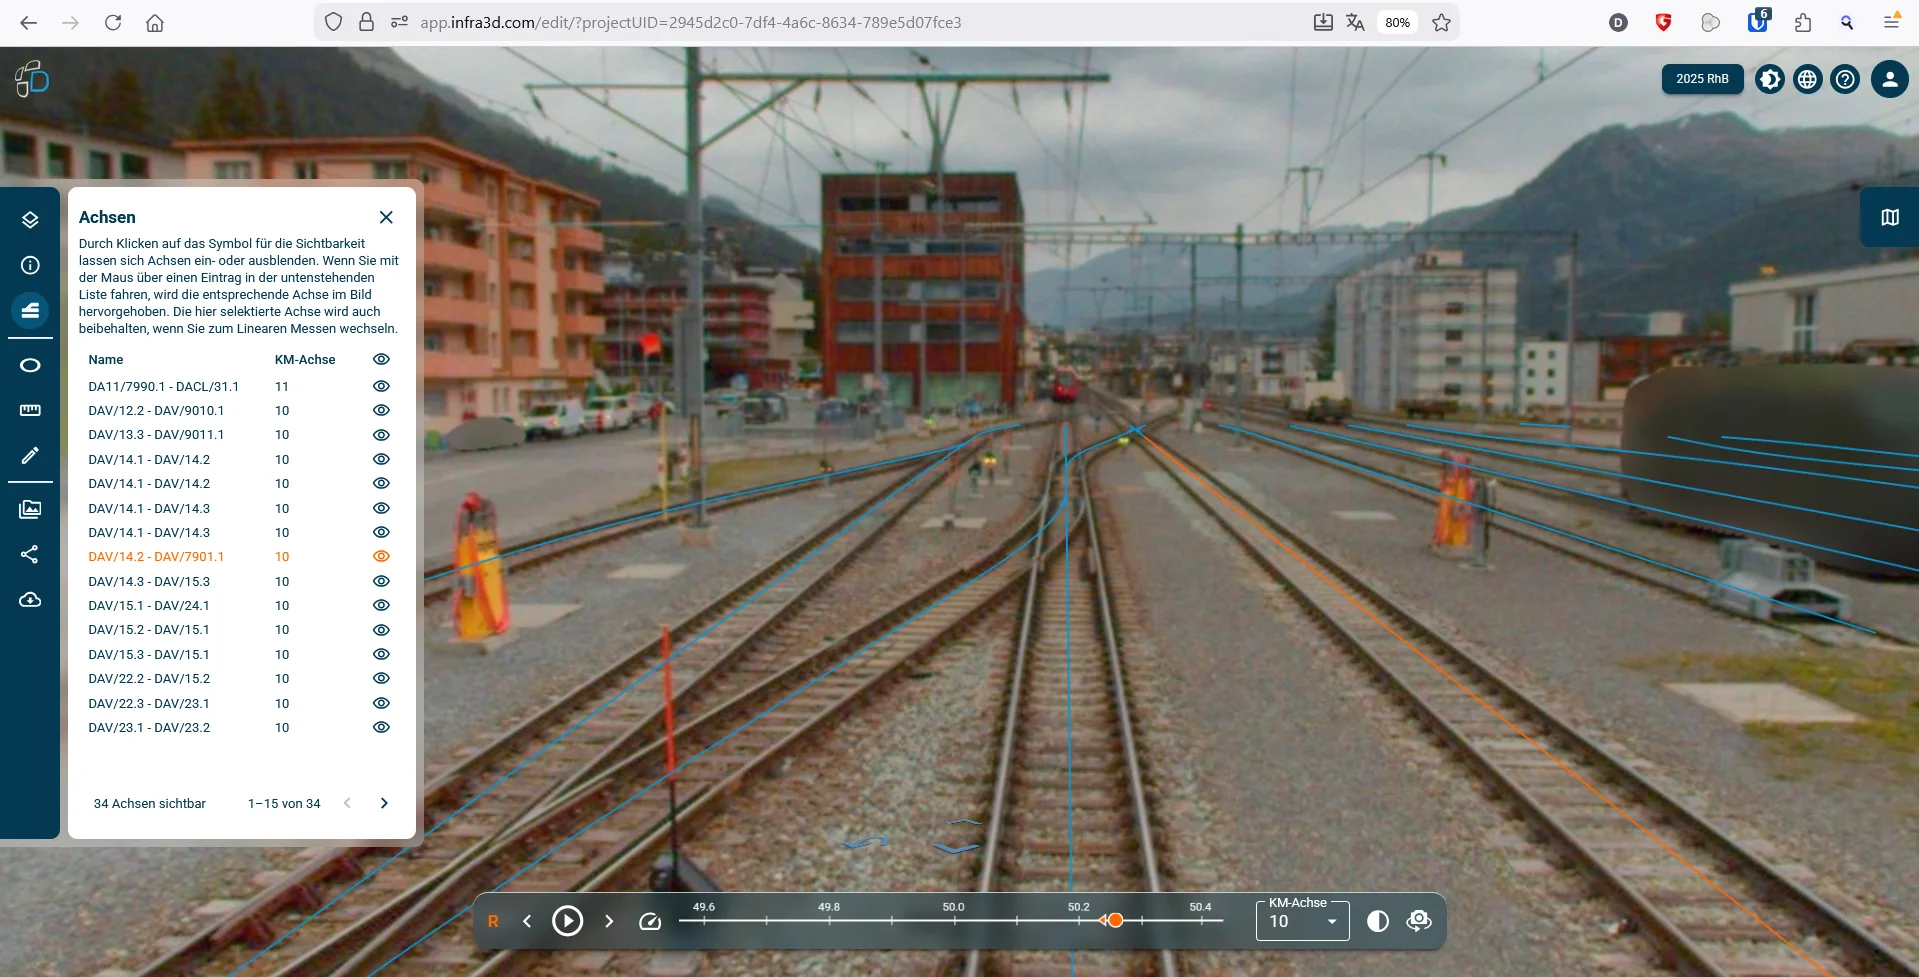 app.infra3d.com/edit/?projectUID=2945d2c0-7df4-4a6c-8634-789e5d07fce3
80%
D
6
2025 RhB
Achsen
Durch Klicken auf das Symbol für die Sichtbarkeit
lassen sich Achsen ein- oder ausblenden. Wenn Sie mit
der Maus über einen Eintrag in der untenstehenden
Liste fahren, wird die entsprechende Achse im Bild
hervorgehoben. Die hier selektierte Achse wird auch
beibehalten, wenn Sie zum Linearen Messen wechseln.
Name KM-Achse
DA11/7990.1 - DACL/31.1 11
DAV/12.2 - DAV/9010.1 10
DAV/13.3 - DAV/9011.1 10
DAV/14.1 - DAV/14.2 10
DAV/14.1 - DAV/14.2 10
DAV/14.1 - DAV/14.3 10
DAV/14.1 - DAV/14.3 10
DAV/14.2 - DAV/7901.1 10
DAV/14.3 - DAV/15.3 10
DAV/15.1 - DAV/24.1 10
DAV/15.2 - DAV/15.1 10
DAV/15.3 - DAV/15.1 10
DAV/22.2 - DAV/15.2 10
DAV/22.3 - DAV/23.1 10
DAV/23.1 - DAV/23.2 10
34 Achsen sichtbar 1–15 von 34
R
49.6 49.8 50.0 50.2 50.4
KM-Achse
10